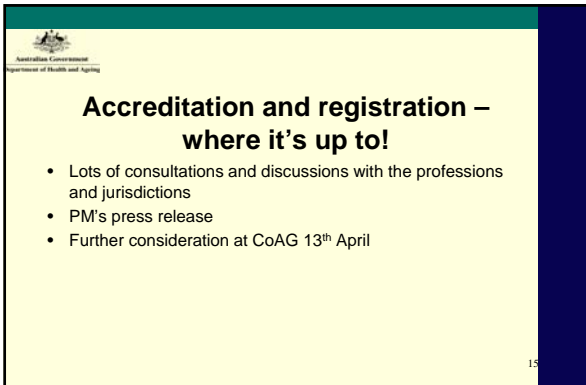 Australian Government
Department of Health and Ageing
Accreditation and registration –
where it's up to!
• Lots of consultations and discussions with the professions
and jurisdictions
• PM's press release
• Further consideration at CoAG 13th April
15